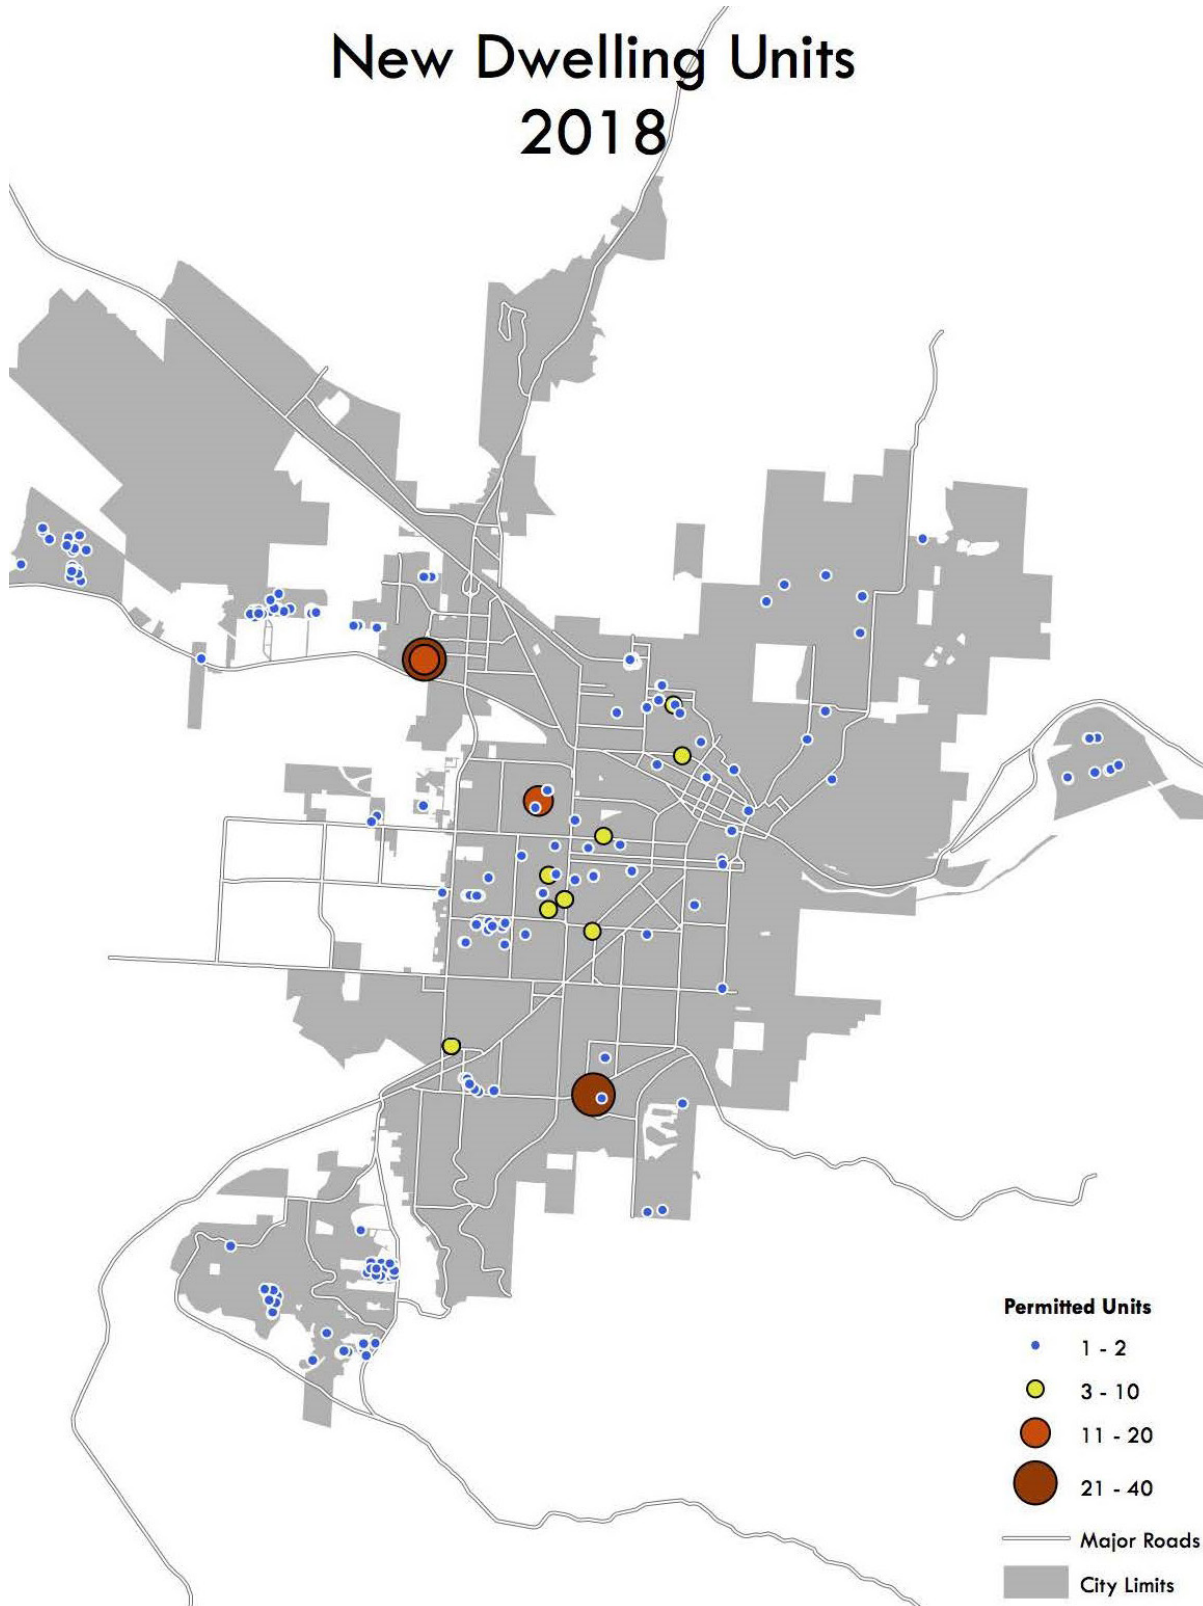 New Dwelling Units
2018
Permitted Units
1 - 2
3 - 10
11 - 20
21 - 40
Major Roads
City Limits